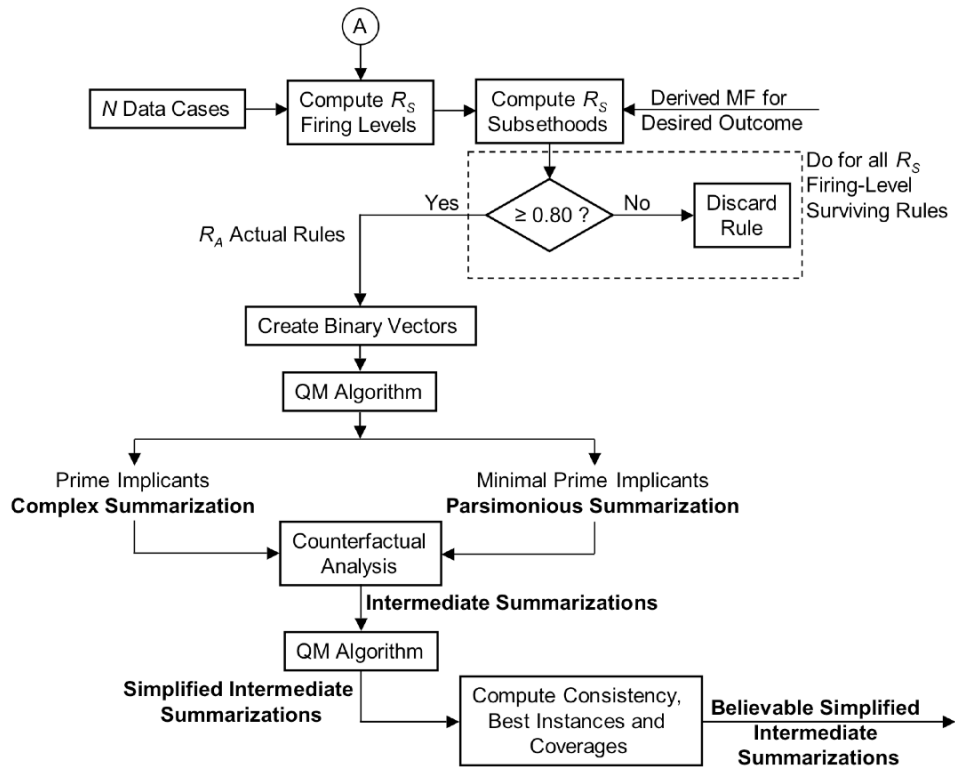 A
N Data Cases
Compute R_S
Firing Levels
Compute R_S
Subsethoods
Derived MF for
Desired Outcome
Do for all R_S
Firing-Level
Surviving Rules
Yes
≥ 0.80 ?
No
Discard
Rule
R_A Actual Rules
Create Binary Vectors
QM Algorithm
Prime Implicants
Complex Summarization
Minimal Prime Implicants
Parsimonious Summarization
Counterfactual
Analysis
Intermediate Summarizations
QM Algorithm
Simplified Intermediate
Summarizations
Compute Consistency,
Best Instances and
Coverages
Believable Simplified
Intermediate
Summarizations